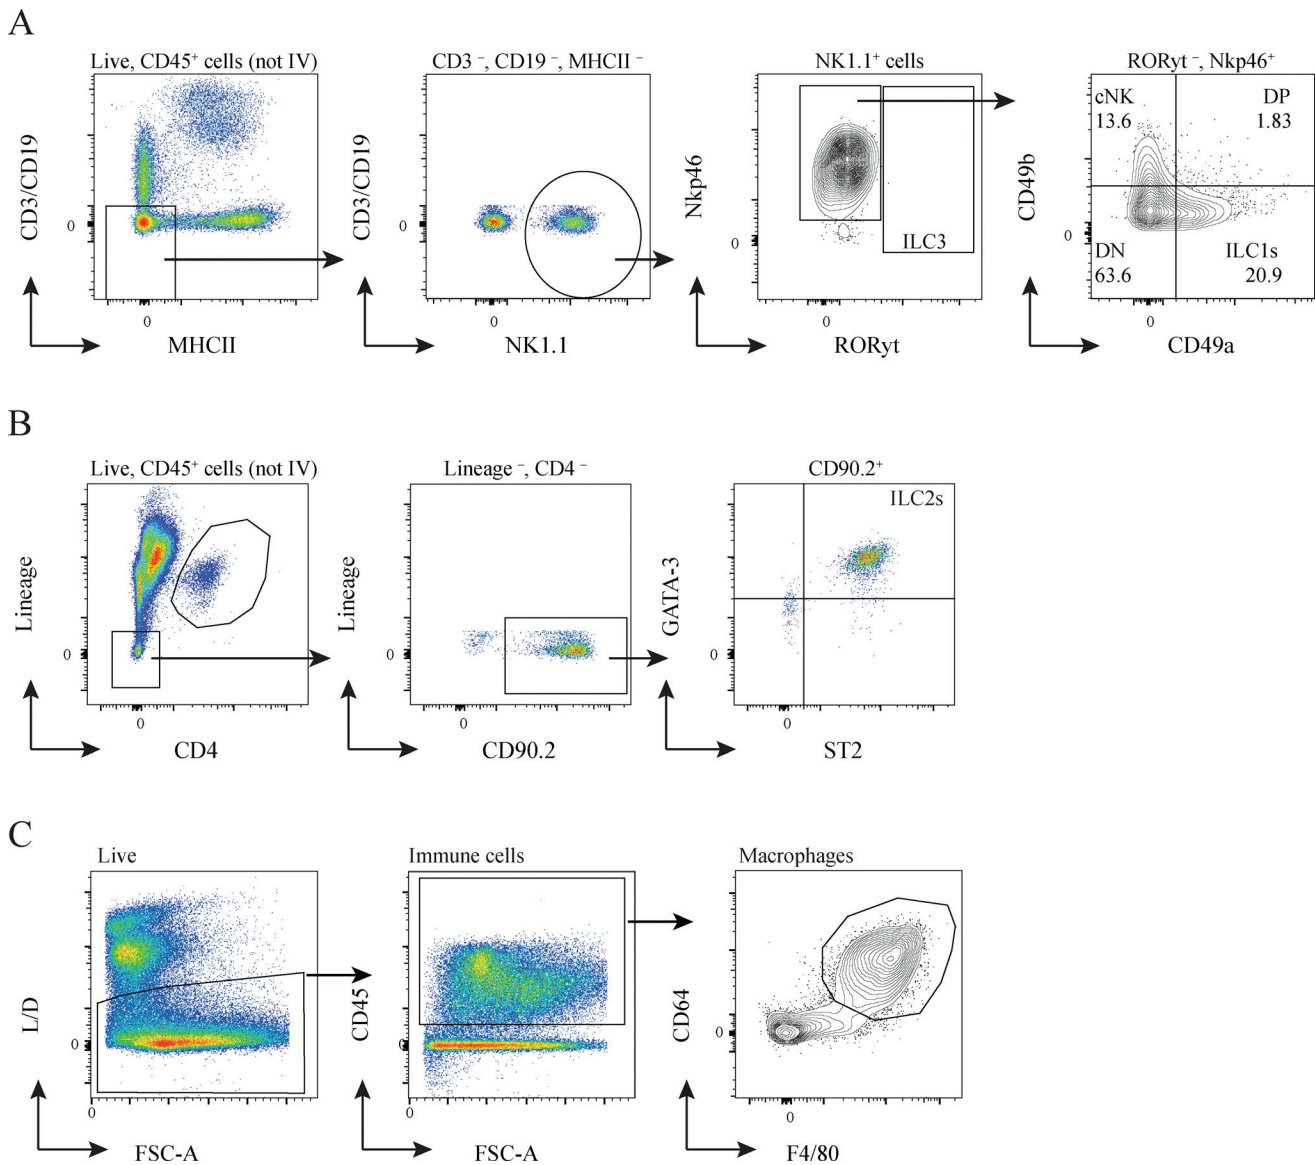 A
Live, CD45⁺ cells (not IV)
CD3/CD19
0
0
MHCII
CD3 ⁻, CD19 ⁻, MHCII ⁻
CD3/CD19
0
0
NK1.1
NK1.1⁺ cells
Nkp46
0
ILC3
0
RORyt
RORyt ⁻, Nkp46⁺
CD49b
cNK
13.6
DP
1.83
0
DN
63.6
ILC1s
20.9
0
CD49a
B
Live, CD45⁺ cells (not IV)
Lineage
0
0
CD4
Lineage ⁻, CD4 ⁻
Lineage
0
0
CD90.2
CD90.2⁺
ILC2s
GATA-3
0
0
ST2
C
Live
L/D
0
0
FSC-A
Immune cells
CD45
0
0
FSC-A
Macrophages
CD64
0
0
F4/80